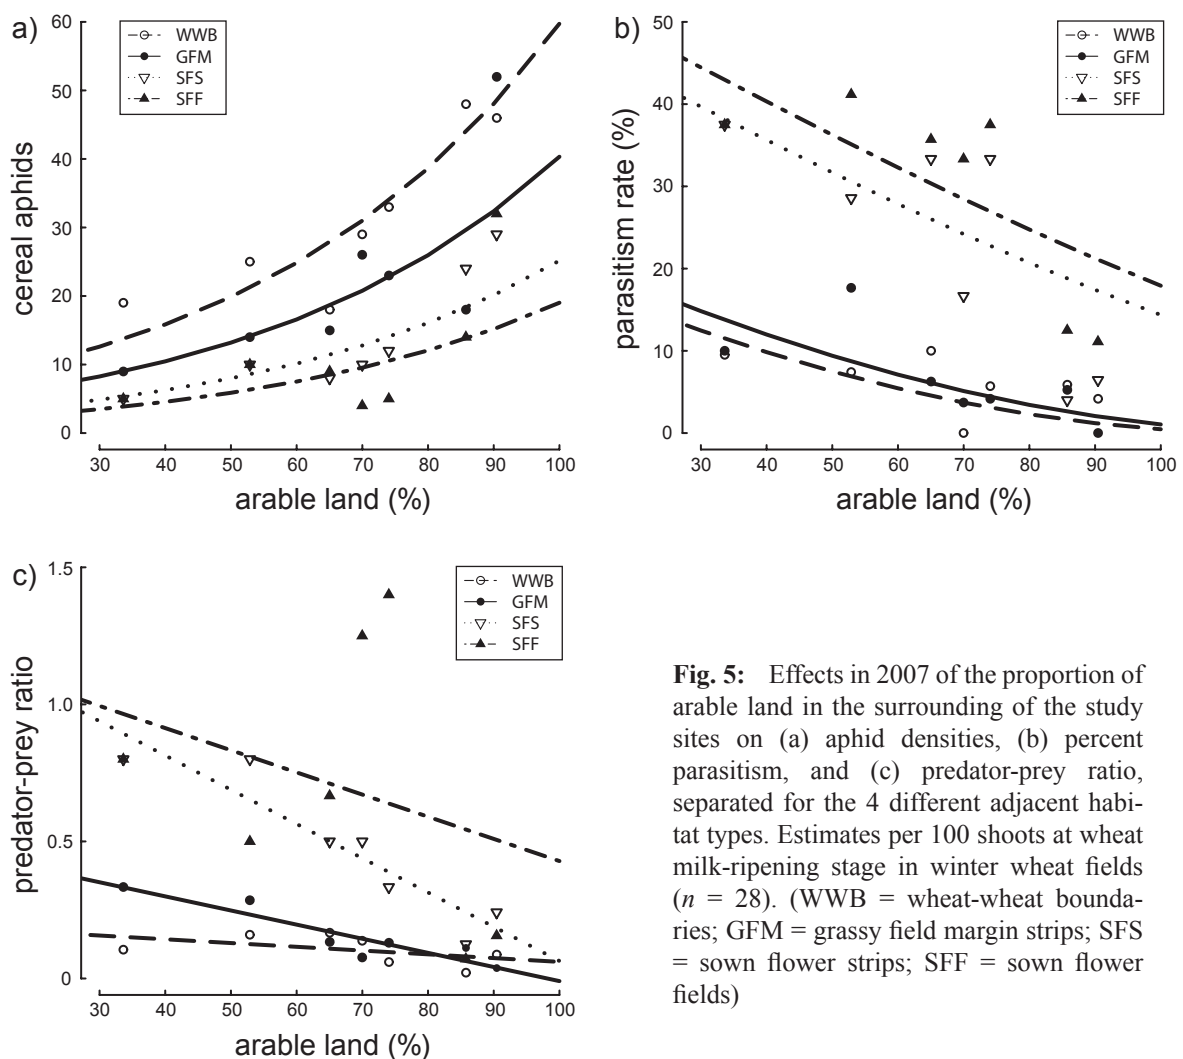 a)
60
50
40
30
20
10
0
cereal aphids
WWB
GFM
SFS
SFF
30 40 50 60 70 80 90 100
arable land (%)
b)
50
40
30
20
10
0
parasitism rate (%)
WWB
GFM
SFS
SFF
30 40 50 60 70 80 90 100
arable land (%)
c)
1.5
1.0
0.5
0
predator-prey ratio
WWB
GFM
SFS
SFF
30 40 50 60 70 80 90 100
arable land (%)
Fig. 5: Effects in 2007 of the proportion of
arable land in the surrounding of the study
sites on (a) aphid densities, (b) percent
parasitism, and (c) predator-prey ratio,
separated for the 4 different adjacent habi-
tat types. Estimates per 100 shoots at wheat
milk-ripening stage in winter wheat fields
(n = 28). (WWB = wheat-wheat bounda-
ries; GFM = grassy field margin strips; SFS
= sown flower strips; SFF = sown flower
fields)